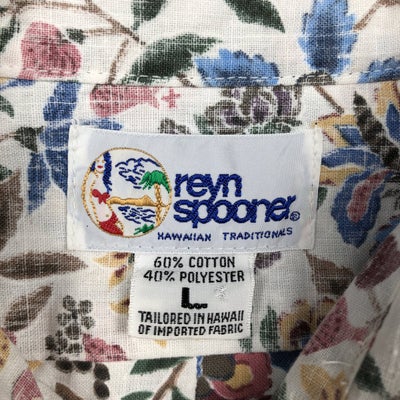 reyn
spooner®
HAWAIIAN TRADITIONALS
60% COTTON
40% POLYESTER
L
TAILORED IN HAWAII
OF IMPORTED FABRIC